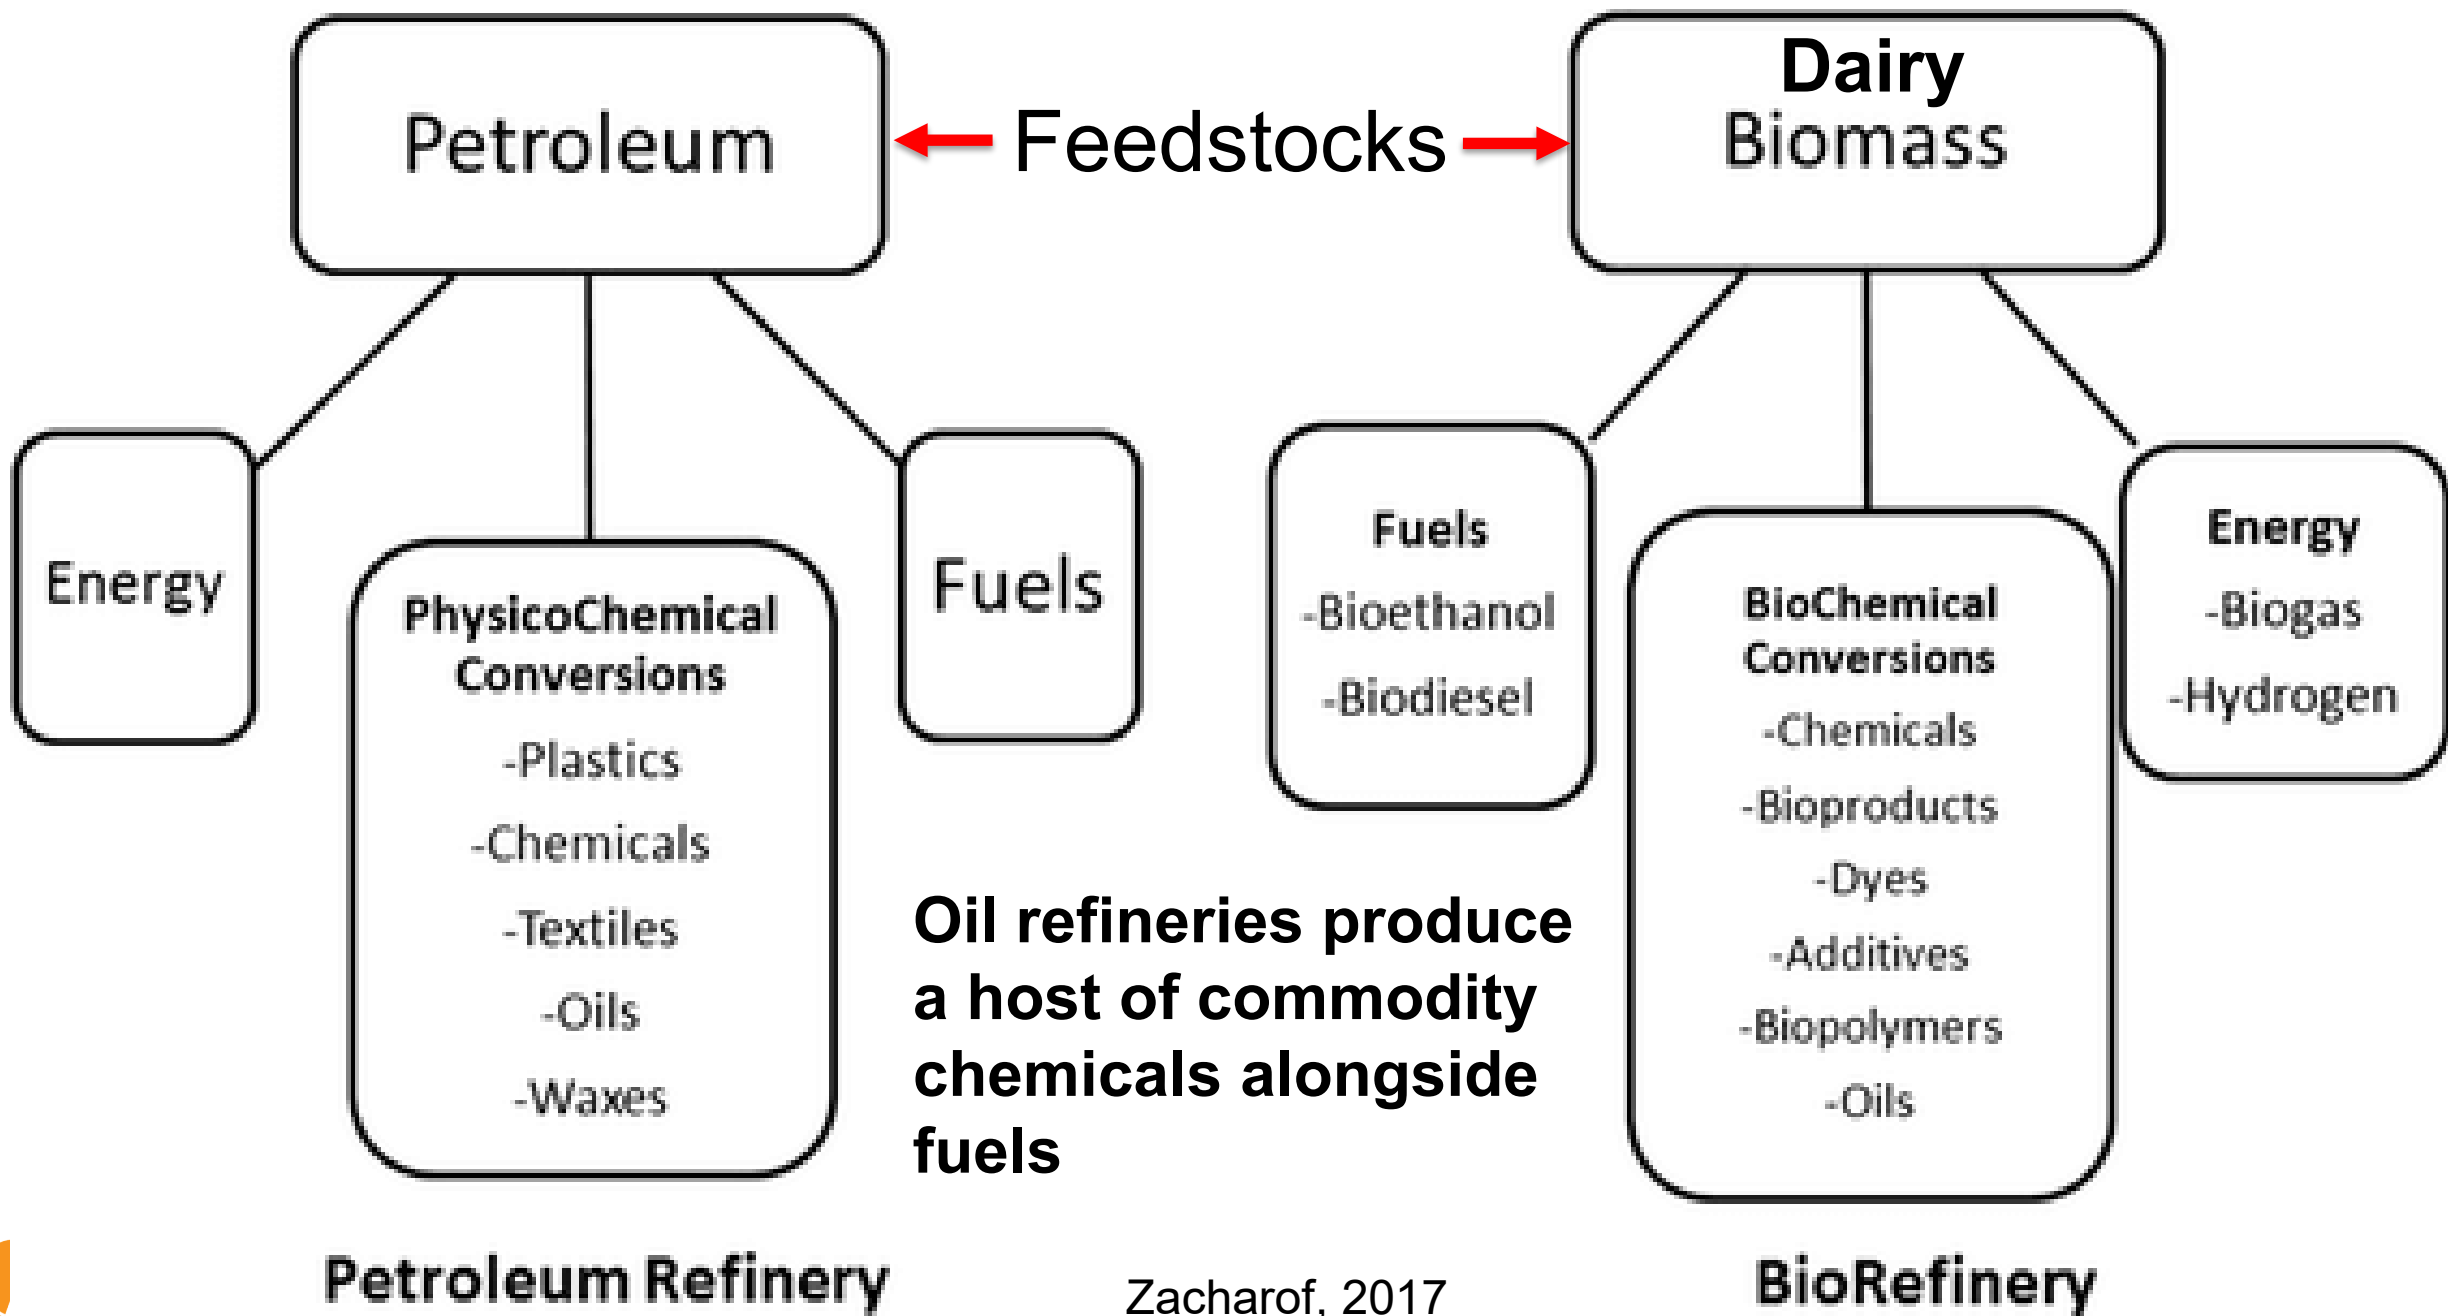 Petroleum
Feedstocks
Dairy
Biomass
Energy
PhysicoChemical
Conversions
-Plastics
-Chemicals
-Textiles
-Oils
-Waxes
Fuels
Fuels
-Bioethanol
-Biodiesel
BioChemical
Conversions
-Chemicals
-Bioproducts
-Dyes
-Additives
-Biopolymers
-Oils
Energy
-Biogas
-Hydrogen
Oil refineries produce
a host of commodity
chemicals alongside
fuels
Petroleum Refinery
Zacharof, 2017
BioRefinery